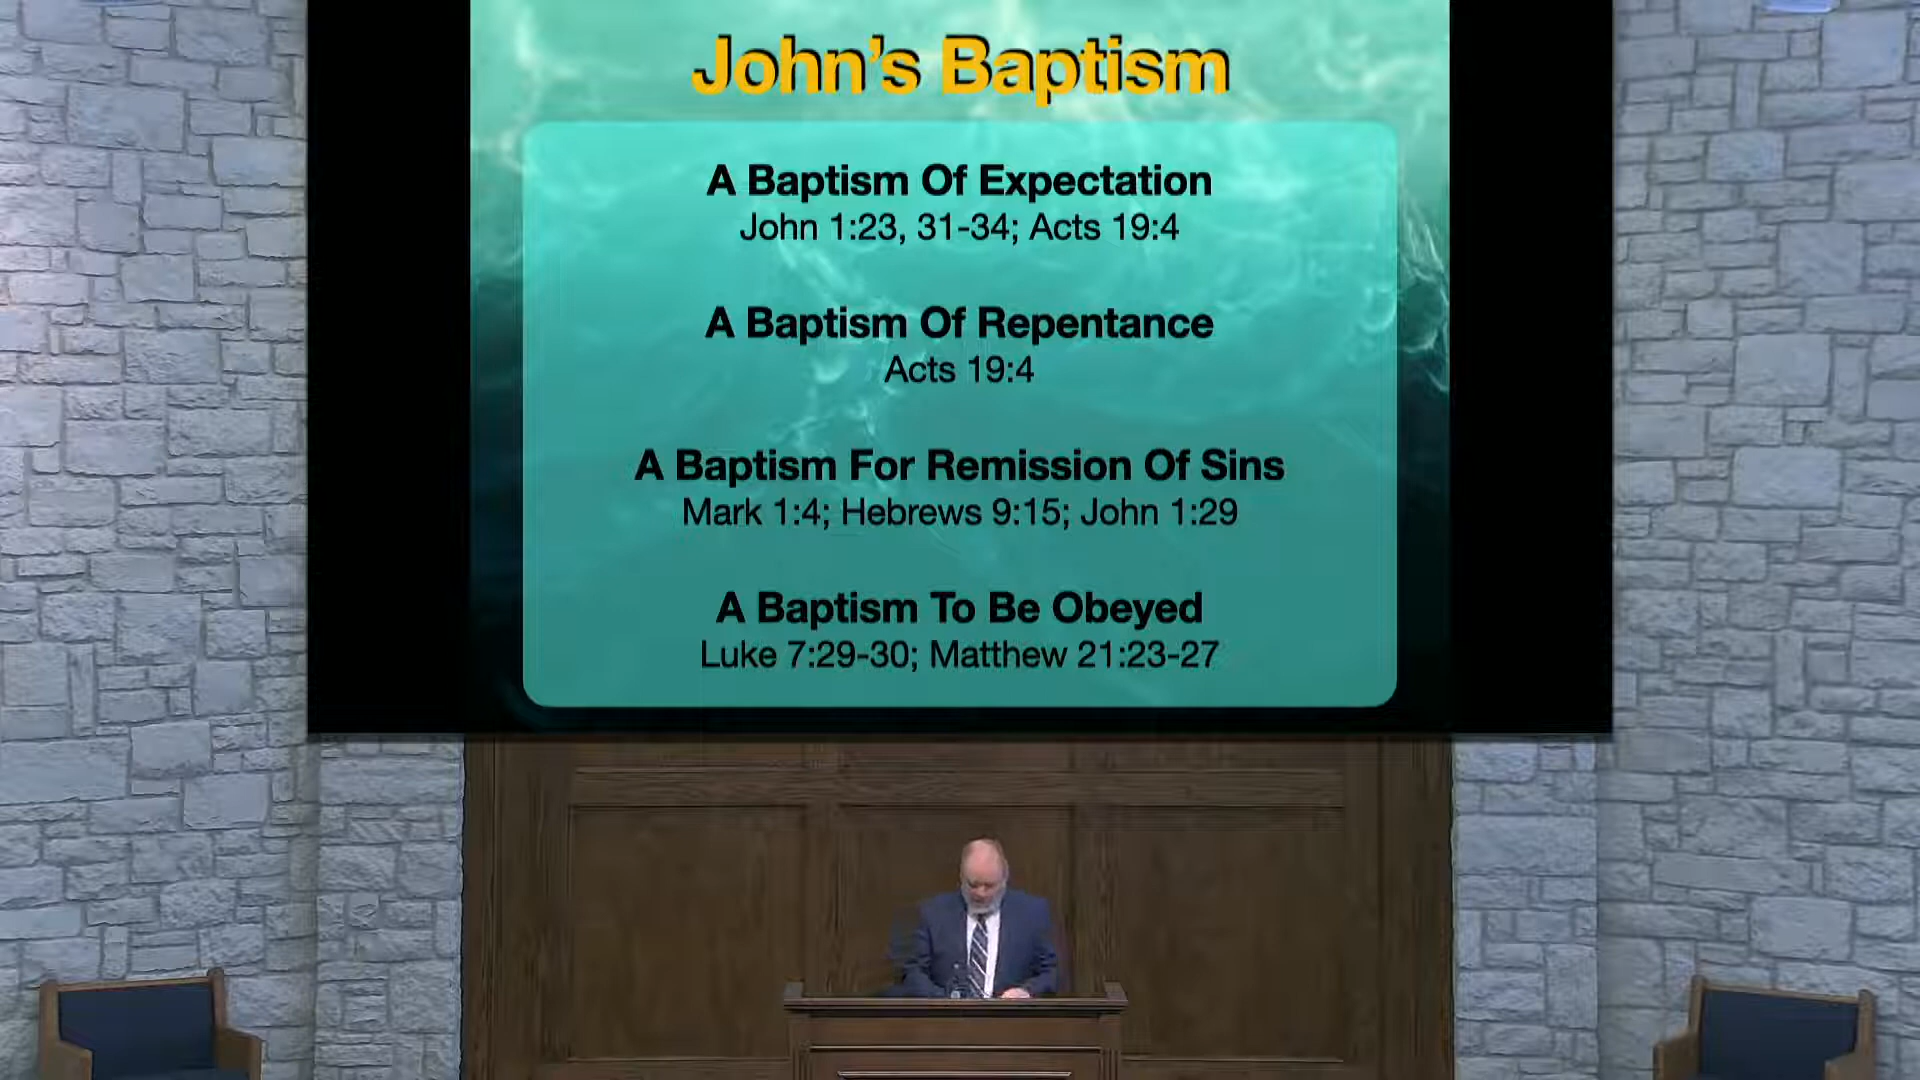 John's Baptism
A Baptism Of Expectation
John 1:23, 31-34; Acts 19:4
A Baptism Of Repentance
Acts 19:4
A Baptism For Remission Of Sins
Mark 1:4; Hebrews 9:15; John 1:29
A Baptism To Be Obeyed
Luke 7:29-30; Matthew 21:23-27